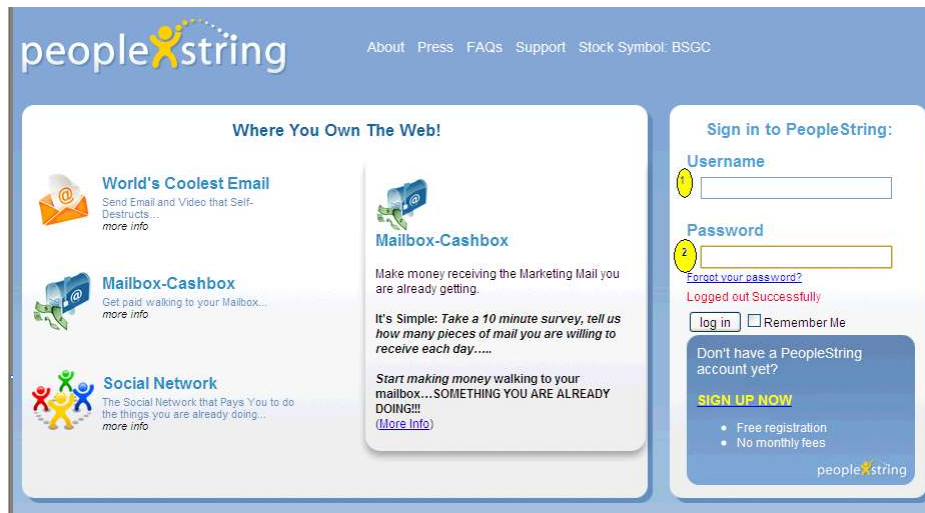 peoplestring
About Press FAQs Support Stock Symbol: BSGC
Where You Own The Web!
World's Coolest Email
Send Email and Video that Self-
Destructs...
more info
Mailbox-Cashbox
Get paid walking to your Mailbox...
more info
Social Network
The Social Network that Pays You to do
the things you are already doing...
more info
Mailbox-Cashbox
Make money receiving the Marketing Mail you
are already getting.
It's Simple: Take a 10 minute survey, tell us
how many pieces of mail you are willing to
receive each day.....
Start making money walking to your
mailbox...SOMETHING YOU ARE ALREADY
DOING!!!
(More Info)
Sign in to PeopleString:
Username
1
Password
2
Forgot your password?
Logged out Successfully
log in Remember Me
Don't have a PeopleString
account yet?
SIGN UP NOW
• Free registration
• No monthly fees
peoplestring